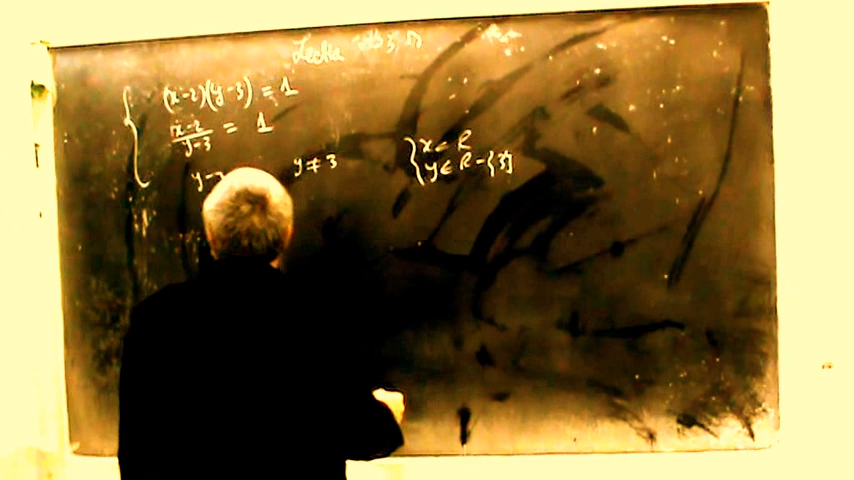 (x-2)(y-3) = 1
x-2/y-3 = 1
y- y ≠ 3
x ∈ R
y ∈ R - {3}